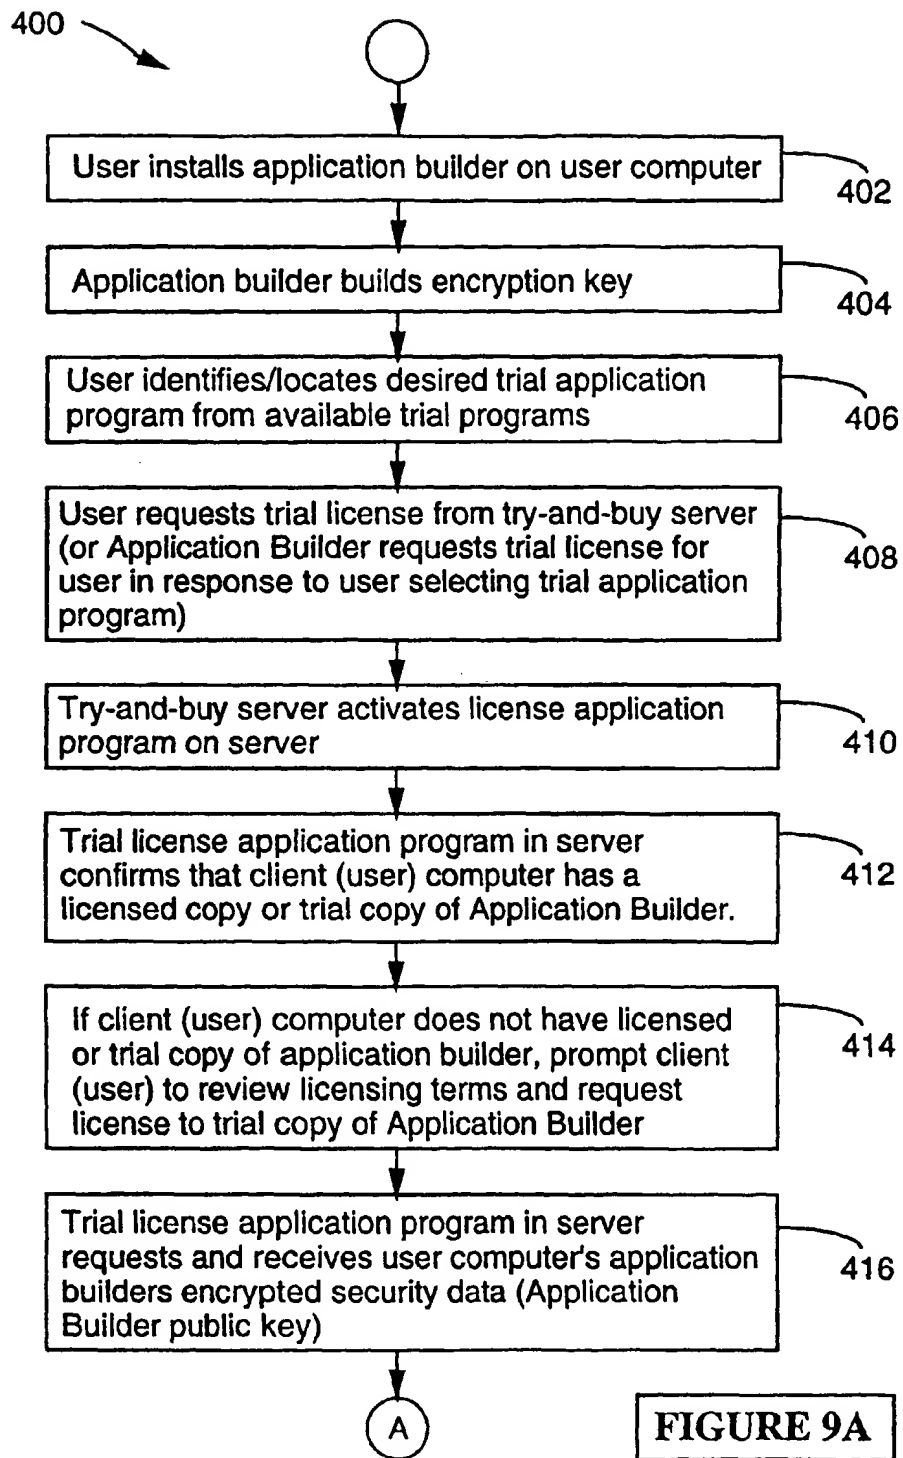 400
User installs application builder on user computer
402
Application builder builds encryption key
404
User identifies/locates desired trial application
program from available trial programs
406
User requests trial license from try-and-buy server
(or Application Builder requests trial license for
user in response to user selecting trial application
program)
408
Try-and-buy server activates license application
program on server
410
Trial license application program in server
confirms that client (user) computer has a
licensed copy or trial copy of Application Builder.
412
If client (user) computer does not have licensed
or trial copy of application builder, prompt client
(user) to review licensing terms and request
license to trial copy of Application Builder
414
Trial license application program in server
requests and receives user computer's application
builders encrypted security data (Application
Builder public key)
416
A
FIGURE 9A